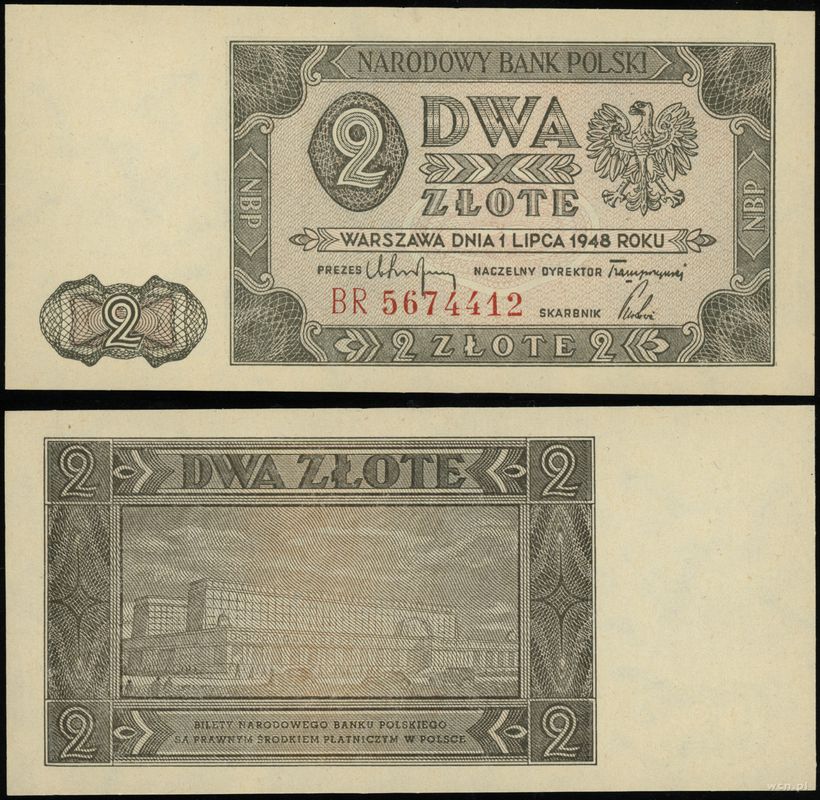 NARODOWY BANK POLSKI
2
DWA
ZŁOTE
NBP
NBP
WARSZAWA DNIA 1 LIPCA 1948 ROKU
PREZES NACZELNY DYREKTOR
BR 5674412 SKARBNIK
2
2 ZŁOTE 2
2 DWA ZŁOTE 2
BILETY NARODOWEGO BANKU POLSKIEGO
SĄ PRAWNYM ŚRODKIEM PŁATNICZYM W POLSCE
2 2
wcn.pl